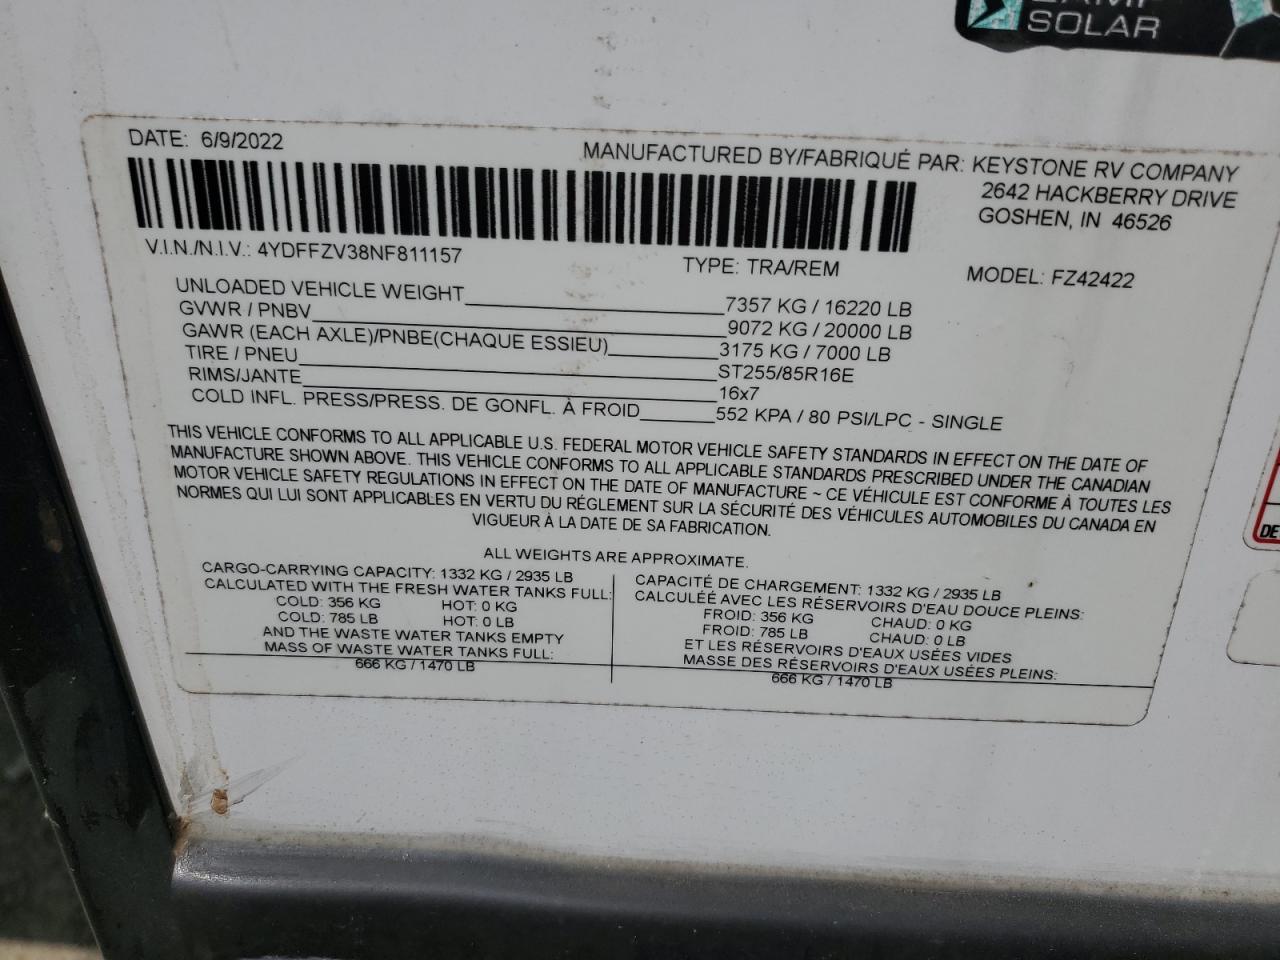 SOLAR
DATE: 6/9/2022
MANUFACTURED BY/FABRIQUÉ PAR: KEYSTONE RV COMPANY
2642 HACKBERRY DRIVE
GOSHEN, IN 46526
V.I.N./N.I.V.: 4YDFFZV38NF811157
TYPE: TRA/REM
MODEL: FZ42422
UNLOADED VEHICLE WEIGHT 7357 KG / 16220 LB
GVWR / PNBV 9072 KG / 20000 LB
GAWR (EACH AXLE)/PNBE(CHAQUE ESSIEU) 3175 KG / 7000 LB
TIRE / PNEU ST255/85R16E
RIMS/JANTE 16x7
COLD INFL. PRESS/PRESS. DE GONFL. À FROID 552 KPA / 80 PSI/LPC - SINGLE
THIS VEHICLE CONFORMS TO ALL APPLICABLE U.S. FEDERAL MOTOR VEHICLE SAFETY STANDARDS IN EFFECT ON THE DATE OF
MANUFACTURE SHOWN ABOVE. THIS VEHICLE CONFORMS TO ALL APPLICABLE STANDARDS PRESCRIBED UNDER THE CANADIAN
MOTOR VEHICLE SAFETY REGULATIONS IN EFFECT ON THE DATE OF MANUFACTURE ~ CE VÉHICULE EST CONFORME À TOUTES LES
NORMES QUI LUI SONT APPLICABLES EN VERTU DU RÉGLEMENT SUR LA SÉCURITÉ DES VÉHICULES AUTOMOBILES DU CANADA EN
VIGUEUR À LA DATE DE SA FABRICATION.
ALL WEIGHTS ARE APPROXIMATE.
CARGO-CARRYING CAPACITY: 1332 KG / 2935 LB
CALCULATED WITH THE FRESH WATER TANKS FULL:
COLD: 356 KG HOT: 0 KG
COLD: 785 LB HOT: 0 LB
AND THE WASTE WATER TANKS EMPTY
MASS OF WASTE WATER TANKS FULL:
666 KG / 1470 LB
CAPACITÉ DE CHARGEMENT: 1332 KG / 2935 LB
CALCULÉE AVEC LES RÉSERVOIRS D'EAU DOUCE PLEINS:
FROID: 356 KG CHAUD: 0 KG
FROID: 785 LB CHAUD: 0 LB
ET LES RÉSERVOIRS D'EAUX USÉES VIDES
MASSE DES RÉSERVOIRS D'EAUX USÉES PLEINS:
666 KG / 1470 LB